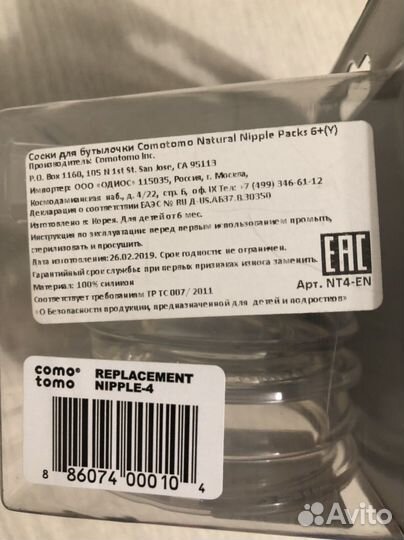 Соски для бутылочки Comotomo Natural Nipple Packs 6+(Y)
Производитель: Comotomo Inc.
P.O. Box 1160, 105 N 1st St. San Jose, CA 95113
Импортер: ООО «ОДИОС» 115035, Россия, г. Москва,
Космодамианская наб., д. 4/22, стр. Б, оф. IX Тел: +7 (499) 346-61-12
Декларация о соответствии ЕАЭС № RU Д-US.АБ37.В.30350
Изготовлено в: Корея. Для детей от 6 мес.
Инструкция по эксплуатации: перед первым использованием промыть,
стерилизовать и просушить.
Дата изготовления:26.02.2019. Срок годности: не ограничен.
Гарантийный срок службы: при первых признаках износа заменить.
Материал: 100% силикон
Соответствует требованиям ТР ТС 007/ 2011
«О Безопасности продукции, предназначенной для детей и подростков»
EAC
Арт. NT4-EN
como®
tomo
REPLACEMENT
NIPPLE-4
8 86074 00010 4
Avito